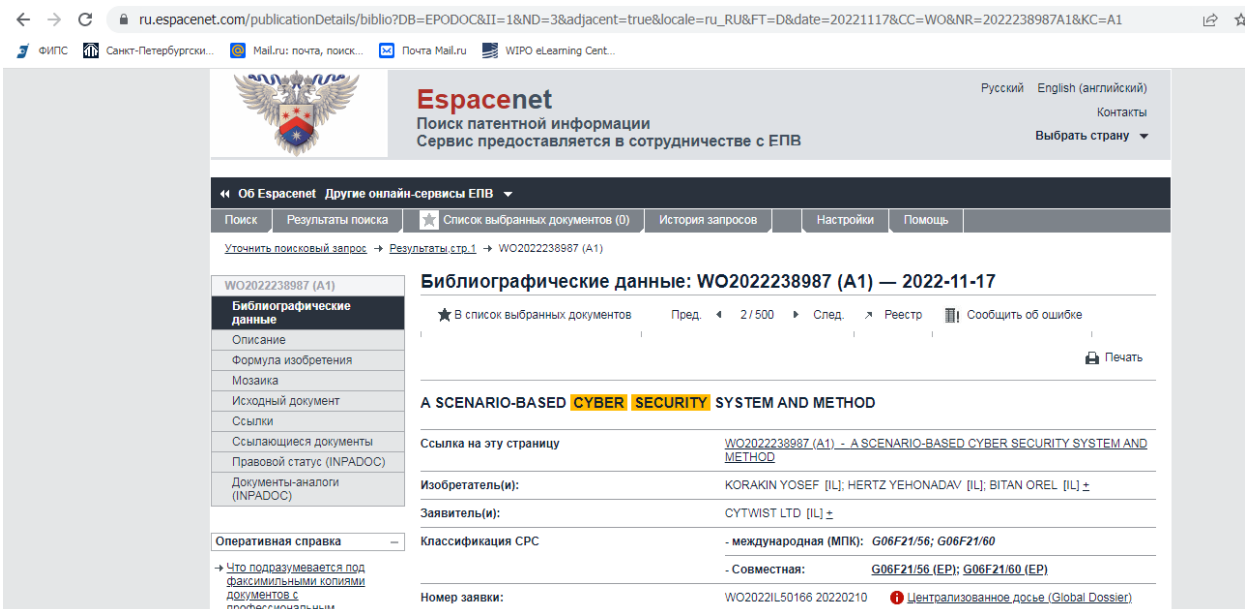 ru.espacenet.com/publicationDetails/biblio?DB=EPODOC&II=1&ND=3&adjacent=true&locale=ru_RU&FT=D&date=20221117&CC=WO&NR=2022238987A1&KC=A1
ФИПС Санкт-Петербургски... Mail.ru: почта, поиск... Почта Mail.ru WIPO eLearning Cent...
Русский English (английский)
Контакты
Выбрать страну
Espacenet
Поиск патентной информации
Сервис предоставляется в сотрудничестве с ЕПВ
Об Espacenet Другие онлайн-сервисы ЕПВ
Поиск Результаты поиска Список выбранных документов (0) История запросов Настройки Помощь
Уточнить поисковый запрос → Результаты,стр.1 → WO2022238987 (A1)
WO2022238987 (A1)
Библиографические
данные
Описание
Формула изобретения
Мозаика
Исходный документ
Ссылки
Ссылающиеся документы
Правовой статус (INPADOC)
Документы-аналоги
(INPADOC)
Оперативная справка –
→ Что подразумевается под
факсимильными копиями
документов с
профессиональным
Библиографические данные: WO2022238987 (A1) — 2022-11-17
В список выбранных документов Пред. 2 / 500 След. Реестр Сообщить об ошибке
Печать
A SCENARIO-BASED CYBER SECURITY SYSTEM AND METHOD
Ссылка на эту страницу WO2022238987 (A1) - A SCENARIO-BASED CYBER SECURITY SYSTEM AND
METHOD
Изобретатель(и): KORAKIN YOSEF [IL]; HERTZ YEHONADAV [IL]; BITAN OREL [IL] +
Заявитель(и): CYTWIST LTD [IL] +
Классификация СРС - международная (МПК): G06F21/56; G06F21/60
- Совместная: G06F21/56 (EP); G06F21/60 (EP)
Номер заявки: WO2022IL50166 20220210 Централизованное досье (Global Dossier)